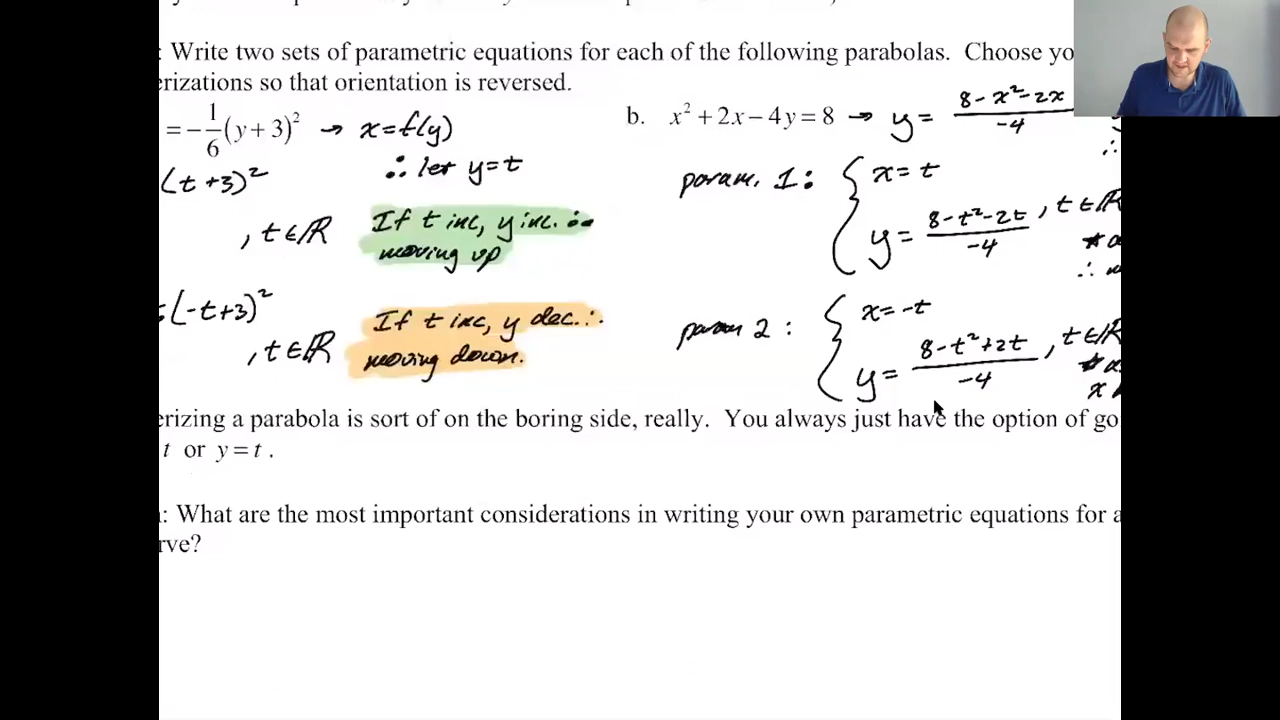 : Write two sets of parametric equations for each of the following parabolas. Choose yo
erizations so that orientation is reversed.
= -1/6 (y+3)² → x=f(y)
∴ let y=t
(t+3)²
, t∈ℝ
If t inc, y inc. ∴
moving up
(-t+3)²
, t∈ℝ
If t inc, y dec. ∴
moving down.
b. x² + 2x − 4y = 8 → y = (8-x²-2x)/-4
∴
param. 1: { x=t
y = (8-t²-2t)/-4 , t∈ℝ
∴
param 2: { x=-t
y = (8-t²+2t)/-4 , t∈ℝ
x
erizing a parabola is sort of on the boring side, really. You always just have the option of go
t or y = t .
: What are the most important considerations in writing your own parametric equations for a
rve?